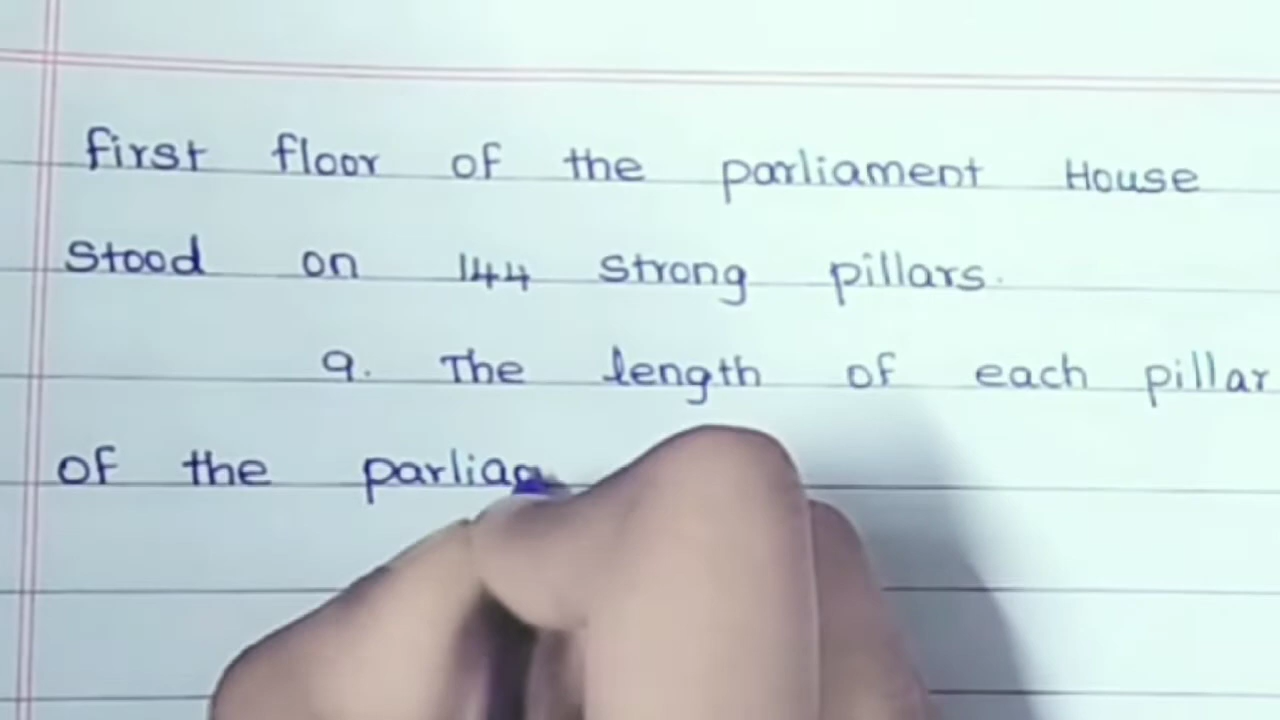 first floor of the parliament House
Stood on 144 strong pillars.
9. The length of each pillar
of the parlia